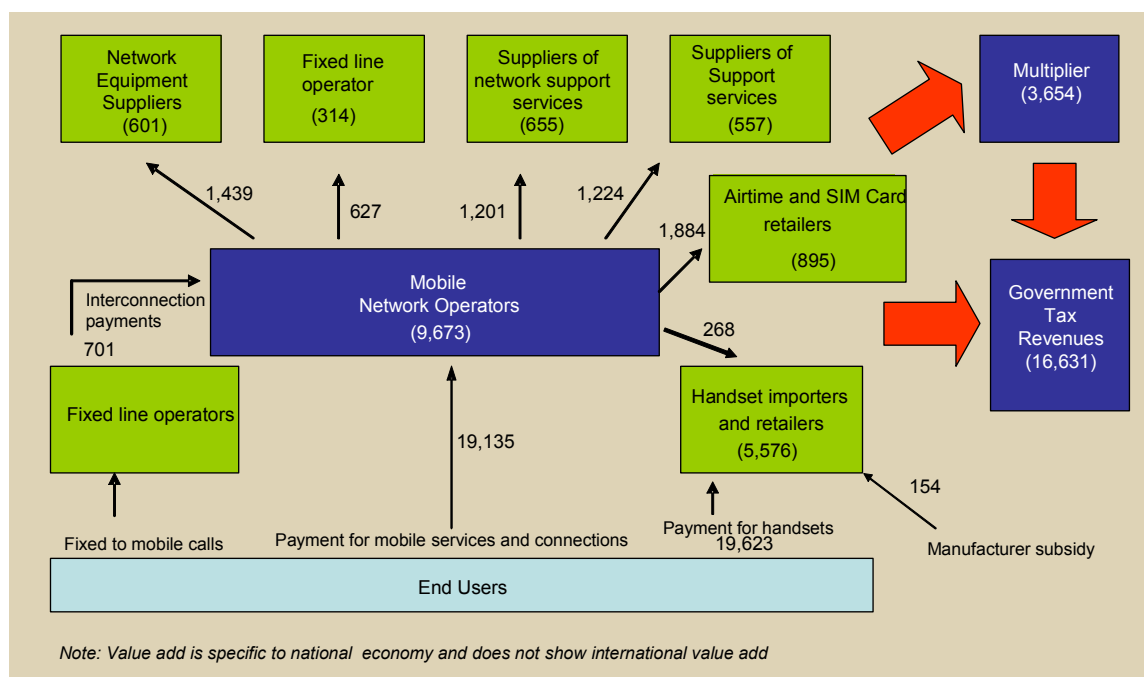 Network
Equipment
Suppliers
(601)
Fixed line
operator
(314)
Suppliers of
network support
services
(655)
Suppliers of
Support
services
(557)
Multiplier
(3,654)
1,439
627
1,201
1,224
1,884
Airtime and SIM Card
retailers
(895)
Mobile
Network Operators
(9,673)
Interconnection
payments
701
268
Government
Tax
Revenues
(16,631)
Fixed line operators
19,135
Handset importers
and retailers
(5,576)
154
Fixed to mobile calls
Payment for mobile services and connections
Payment for handsets
19,623
Manufacturer subsidy
End Users
Note: Value add is specific to national economy and does not show international value add